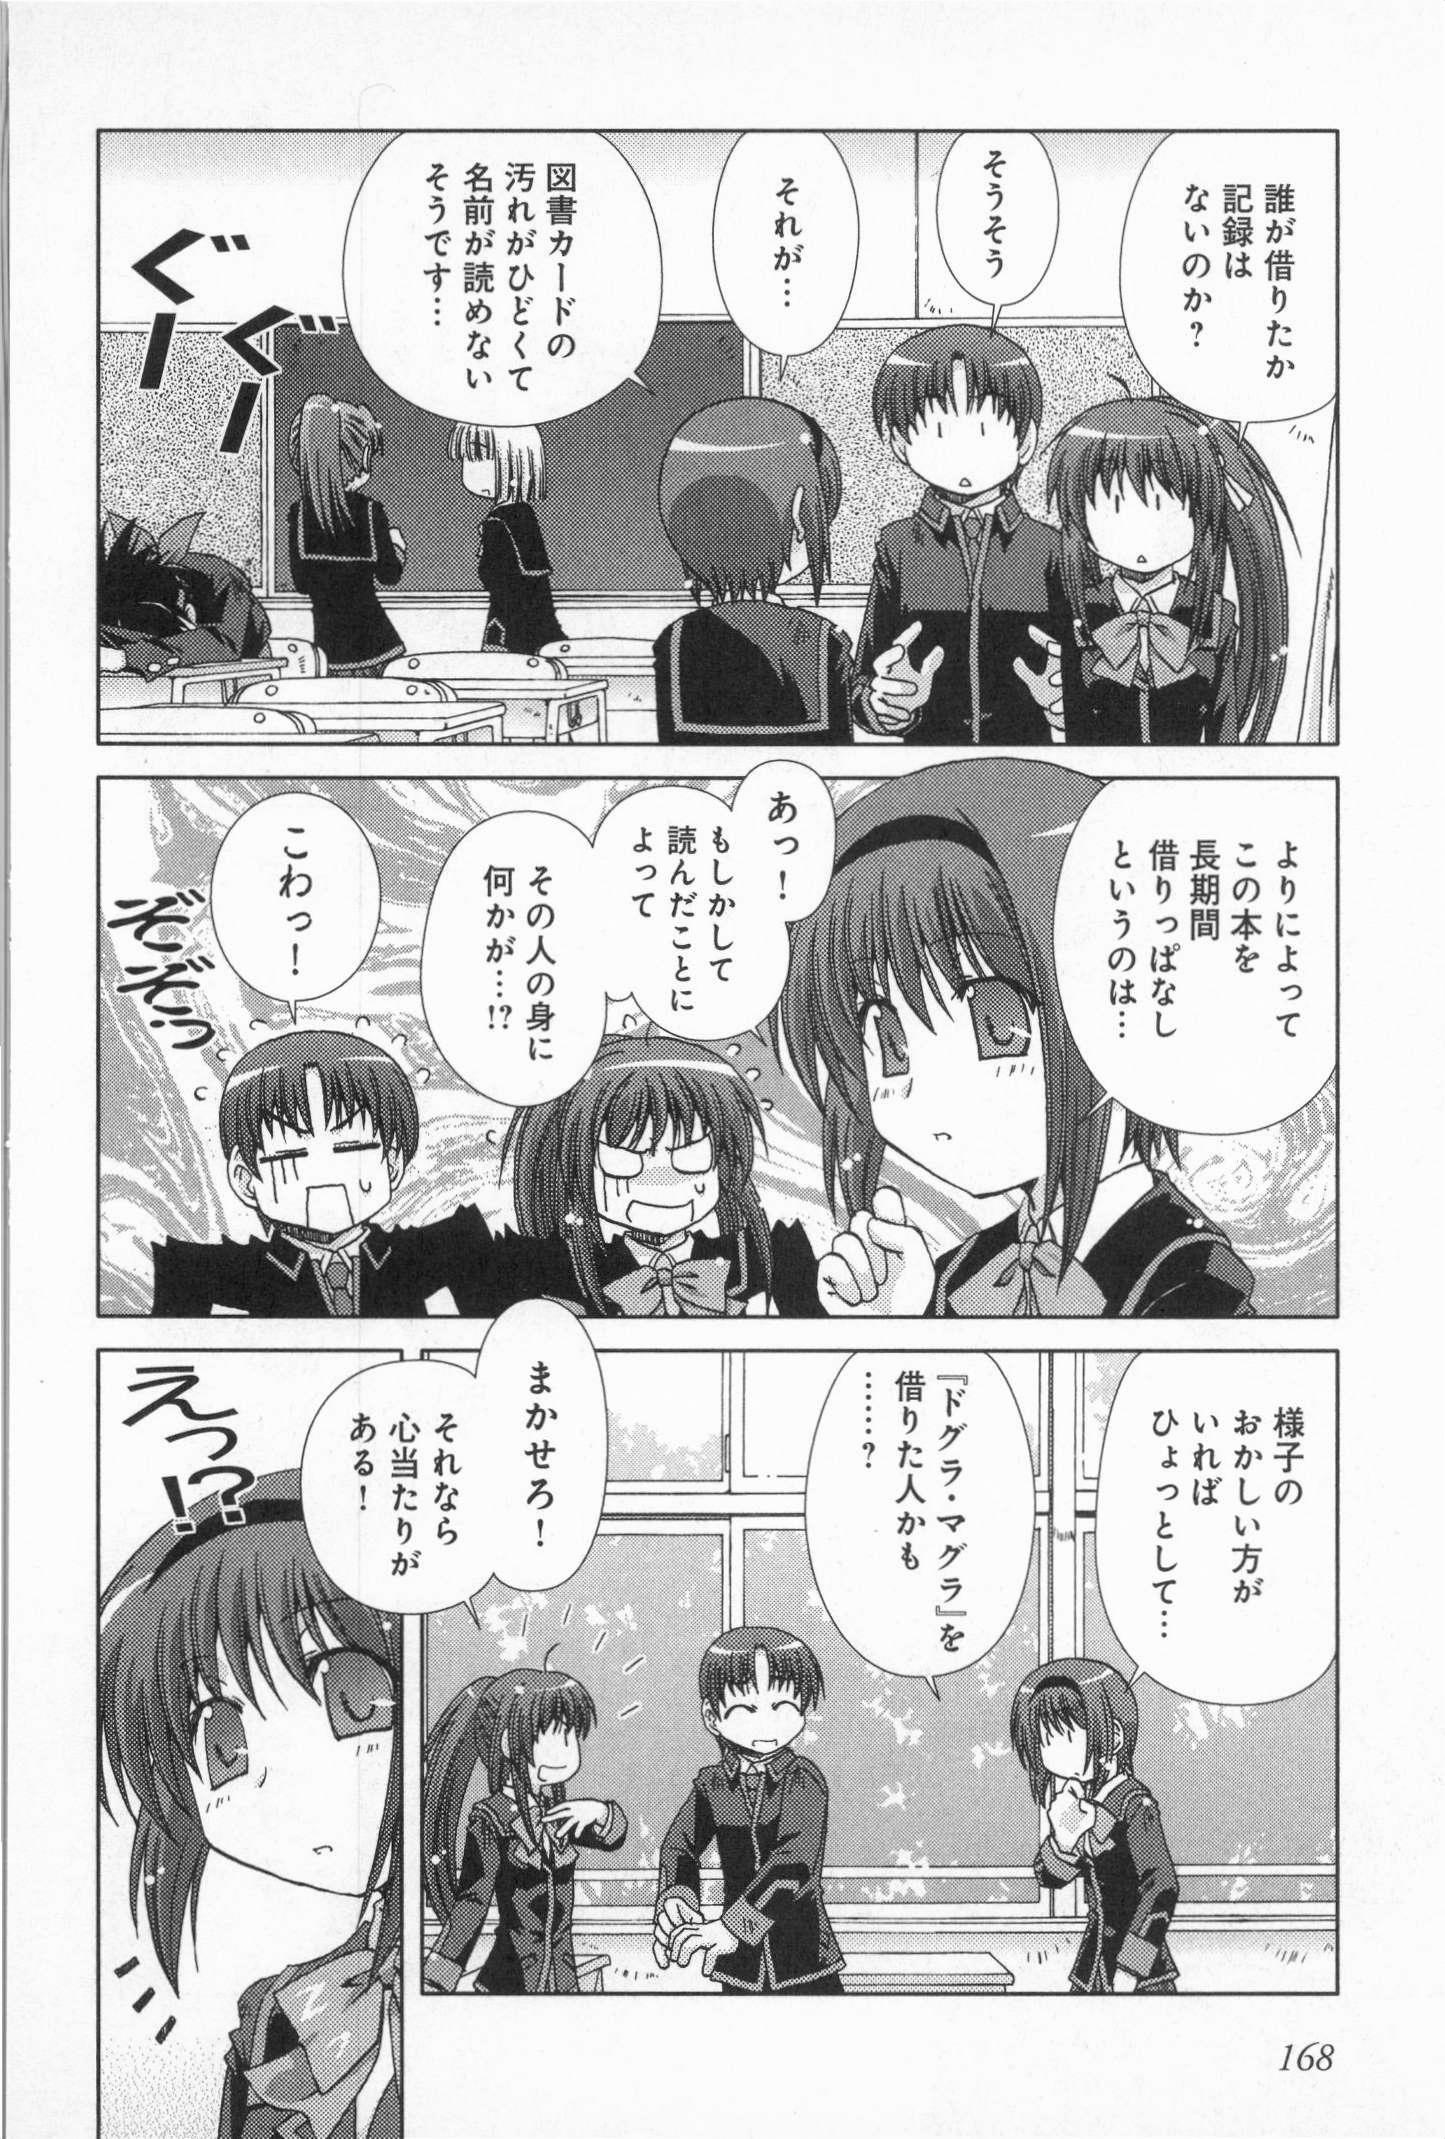 誰が借りたか
記録は
ないのか?
そうそう
それが…
図書カードの
汚れがひどくて
名前が読めない
そうです…
ぐー
ぐー
よりによって
この本を
長期間
借りっぱなし
というのは…
あっ!
もしかして
読んだことに
よって
その人の身に
何かが…!?
こわっ!
ぞぞぞっ
様子の
おかしい方が
いれば
ひょっとして…
『ドグラ・マグラ』を
借りた人かも
……?
まかせろ!
それなら
心当たりが
ある!
えっ!?
168